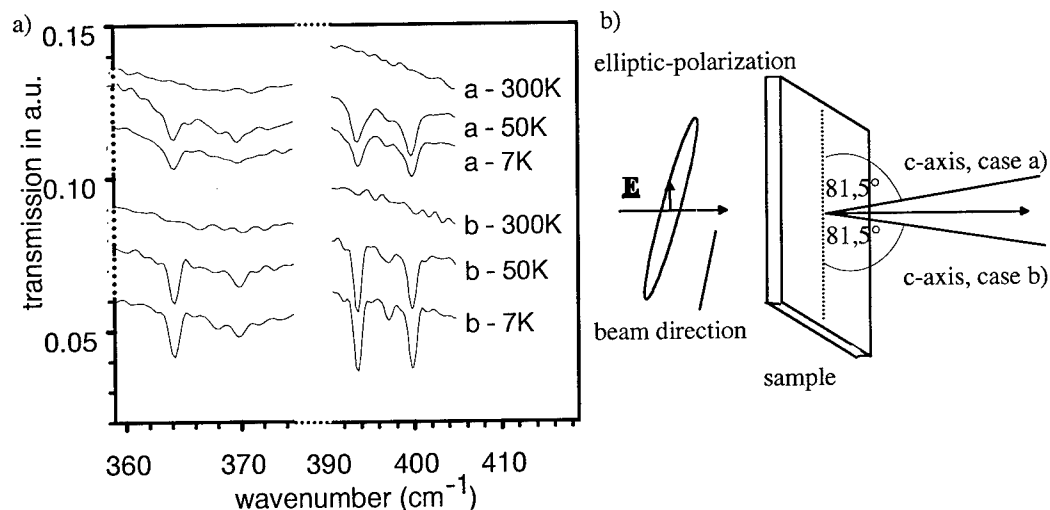 a)
0.15
0.10
0.05
transmission in a.u.
a - 300K
a - 50K
a - 7K
b - 300K
b - 50K
b - 7K
360 370 390 400 410
wavenumber (cm⁻¹)
b)
elliptic-polarization
E
beam direction
sample
81,5°
81,5°
c-axis, case a)
c-axis, case b)